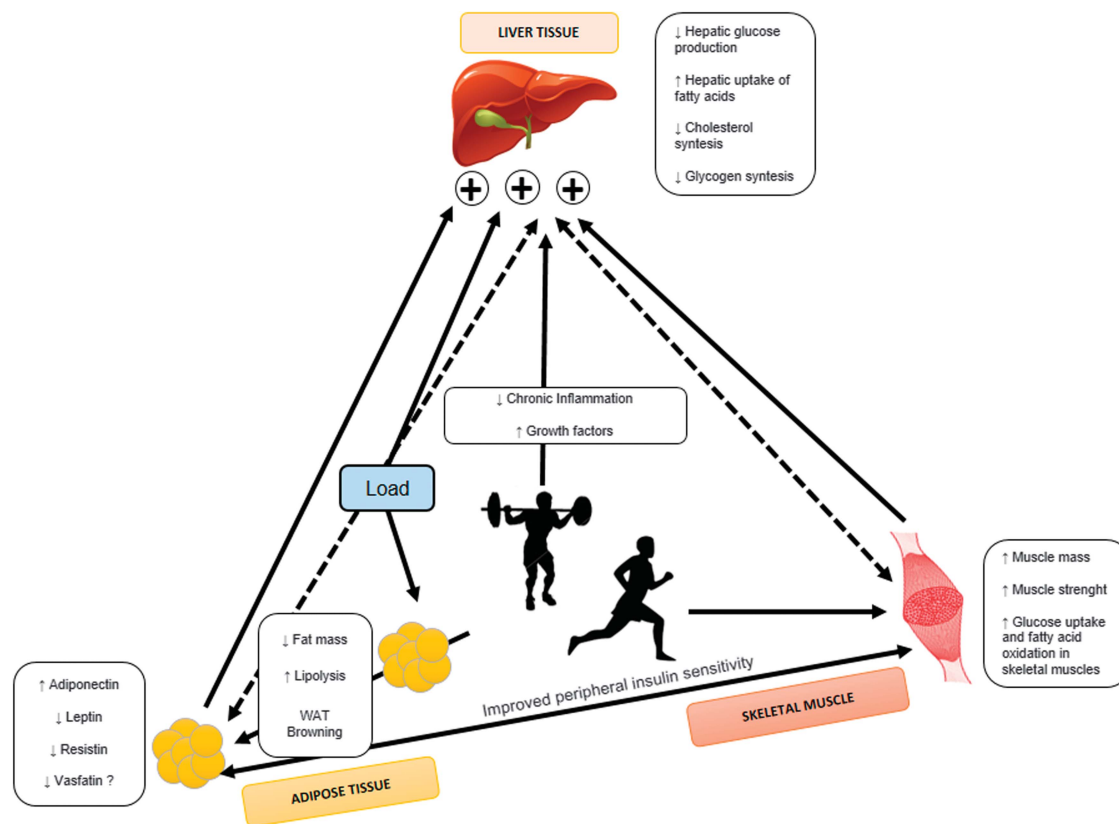 LIVER TISSUE
↓ Hepatic glucose
production
↑ Hepatic uptake of
fatty acids
↓ Cholesterol
syntesis
↓ Glycogen syntesis
↓ Chronic Inflammation
↑ Growth factors
Load
↑ Muscle mass
↑ Muscle strenght
↑ Glucose uptake
and fatty acid
oxidation in
skeletal muscles
↓ Fat mass
↑ Lipolysis
WAT
Browning
↑ Adiponectin
↓ Leptin
↓ Resistin
↓ Vasfatin ?
Improved peripheral insulin sensitivity
SKELETAL MUSCLE
ADIPOSE TISSUE